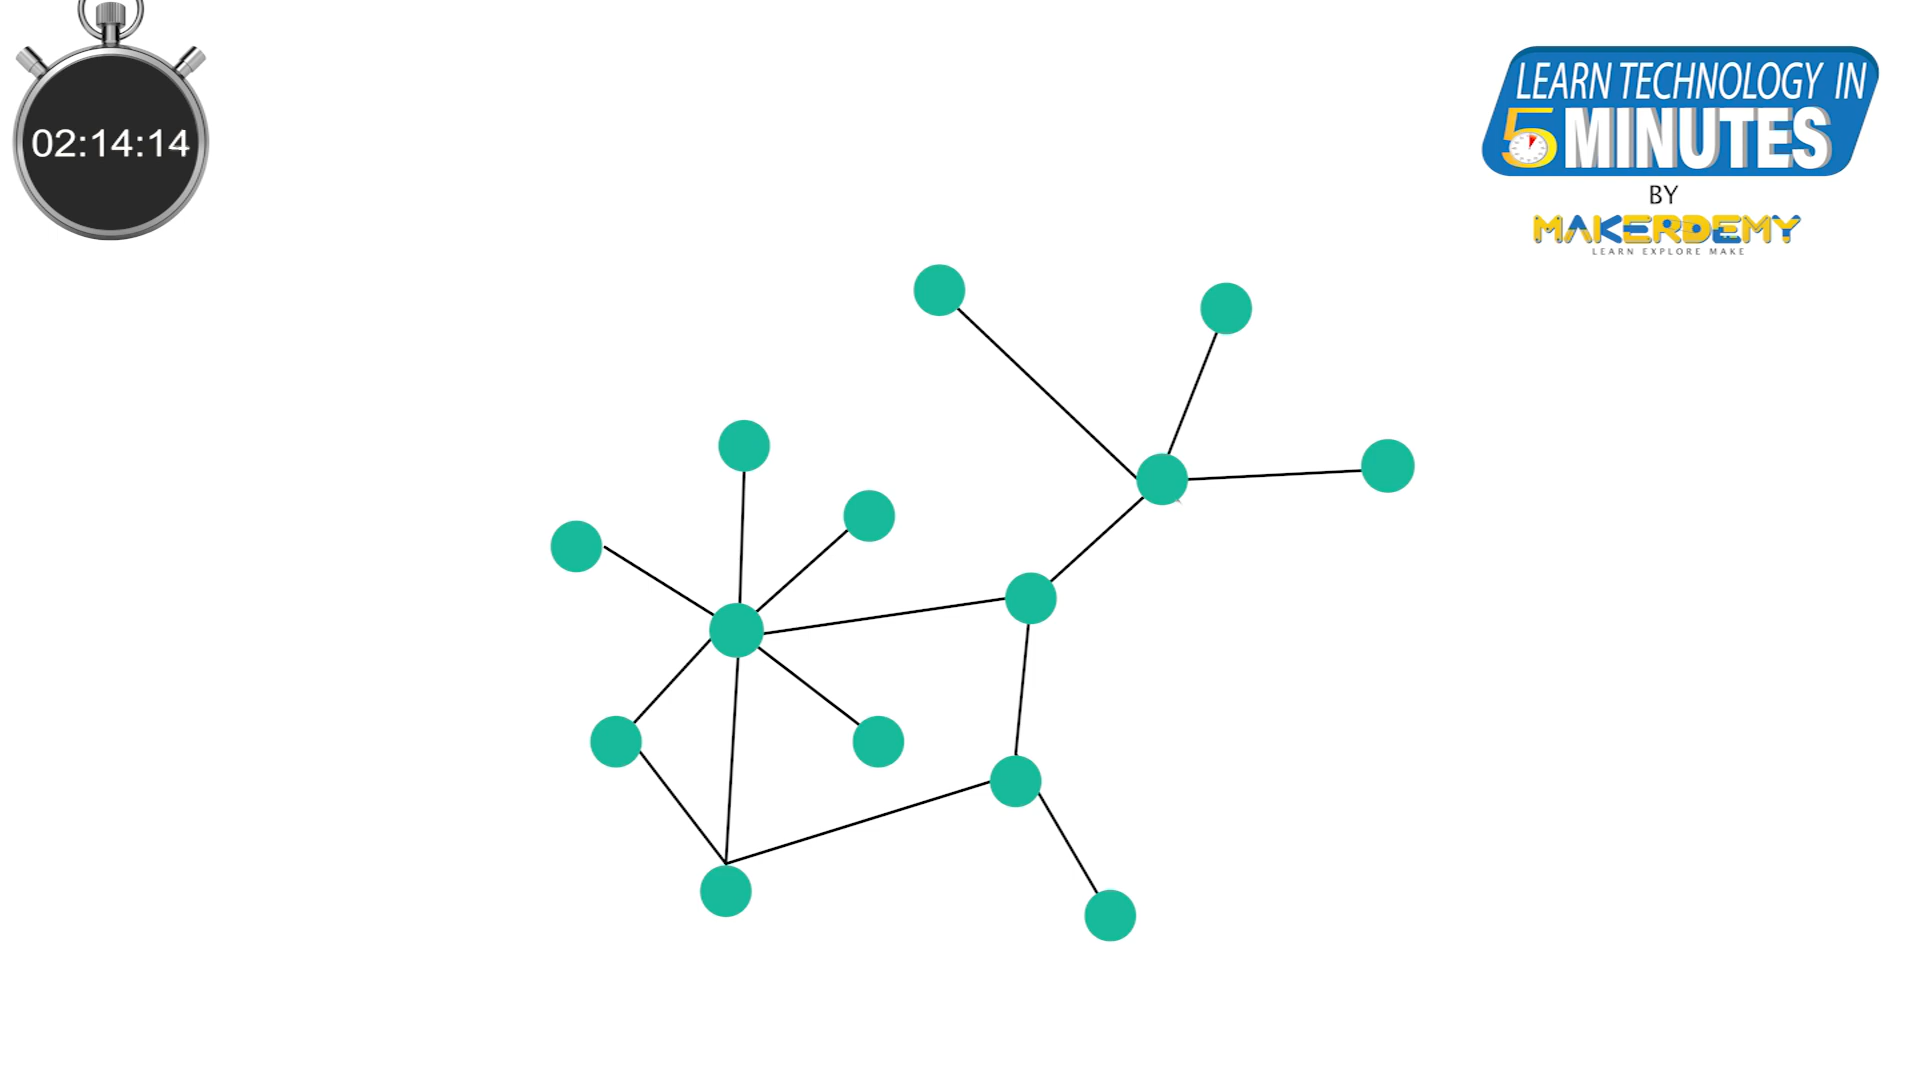 02:14:14
LEARN TECHNOLOGY IN
5 MINUTES
BY
MAKERDEMY
LEARN EXPLORE MAKE